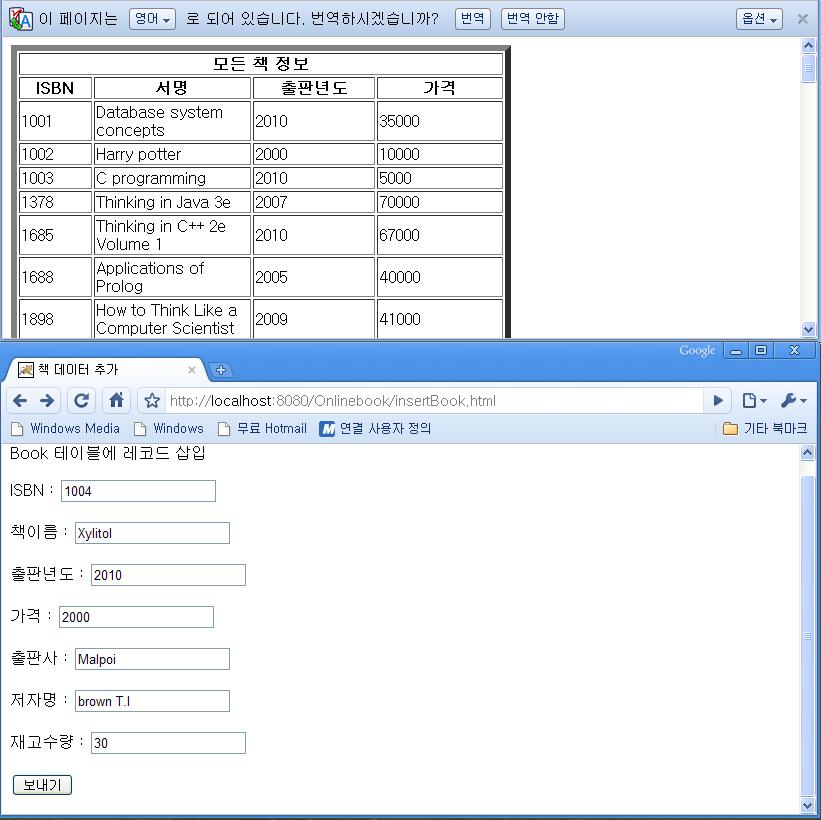 이 페이지는 영어 로 되어 있습니다. 번역하시겠습니까? 번역 번역 안함 옵션
모든 책 정보
ISBN 서명 출판년도 가격
1001 Database system concepts 2010 35000
1002 Harry potter 2000 10000
1003 C programming 2010 5000
1378 Thinking in Java 3e 2007 70000
1685 Thinking in C++ 2e Volume 1 2010 67000
1688 Applications of Prolog 2005 40000
1898 How to Think Like a Computer Scientist 2009 41000
Google
책 데이터 추가
http://localhost:8080/Onlinebook/insertBook.html
Windows Media Windows 무료 Hotmail 연결 사용자 정의 기타 북마크
Book 테이블에 레코드 삽입
ISBN : 1004
책이름 : Xylitol
출판년도 : 2010
가격 : 2000
출판사 : Malpoi
저자명 : brown T.I
재고수량 : 30
보내기